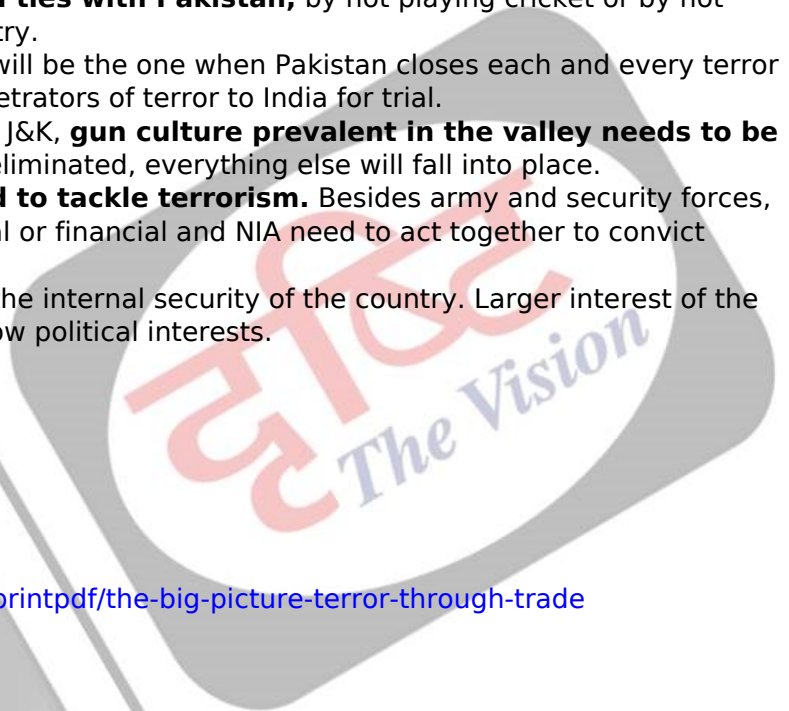 ties with Pakistan, by not playing cricket or by not
try.
will be the one when Pakistan closes each and every terror
etrators of terror to India for trial.
J&K, gun culture prevalent in the valley needs to be
eliminated, everything else will fall into place.
d to tackle terrorism. Besides army and security forces,
al or financial and NIA need to act together to convict
he internal security of the country. Larger interest of the
ow political interests.
दृष्टि
The Vision
printpdf/the-big-picture-terror-through-trade